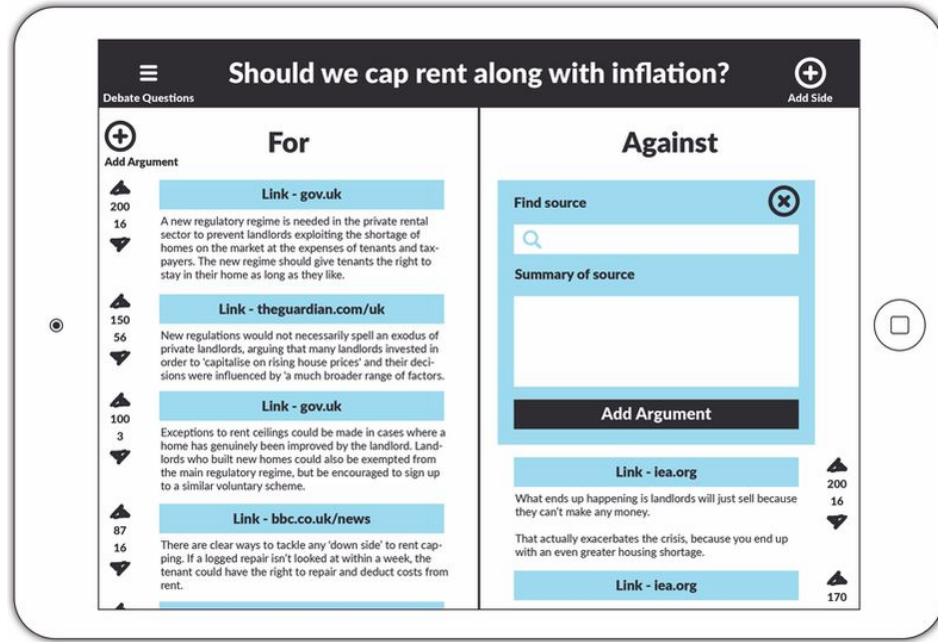 Should we cap rent along with inflation?
Debate Questions
Add Side
Add Argument
For
Link - gov.uk
200
16
A new regulatory regime is needed in the private rental
sector to prevent landlords exploiting the shortage of
homes on the market at the expenses of tenants and tax-
payers. The new regime should give tenants the right to
stay in their home as long as they like.
Link - theguardian.com/uk
150
56
New regulations would not necessarily spell an exodus of
private landlords, arguing that many landlords invested in
order to 'capitalise on rising house prices' and their deci-
sions were influenced by 'a much broader range of factors.
Link - gov.uk
100
3
Exceptions to rent ceilings could be made in cases where a
home has genuinely been improved by the landlord. Land-
lords who built new homes could also be exempted from
the main regulatory regime, but be encouraged to sign up
to a similar voluntary scheme.
Link - bbc.co.uk/news
87
16
There are clear ways to tackle any 'down side' to rent cap-
ping. If a logged repair isn't looked at within a week, the
tenant could have the right to repair and deduct costs from
rent.
Against
Find source
Summary of source
Add Argument
Link - iea.org
200
16
What ends up happening is landlords will just sell because
they can't make any money.
That actually exacerbates the crisis, because you end up
with an even greater housing shortage.
Link - iea.org
170